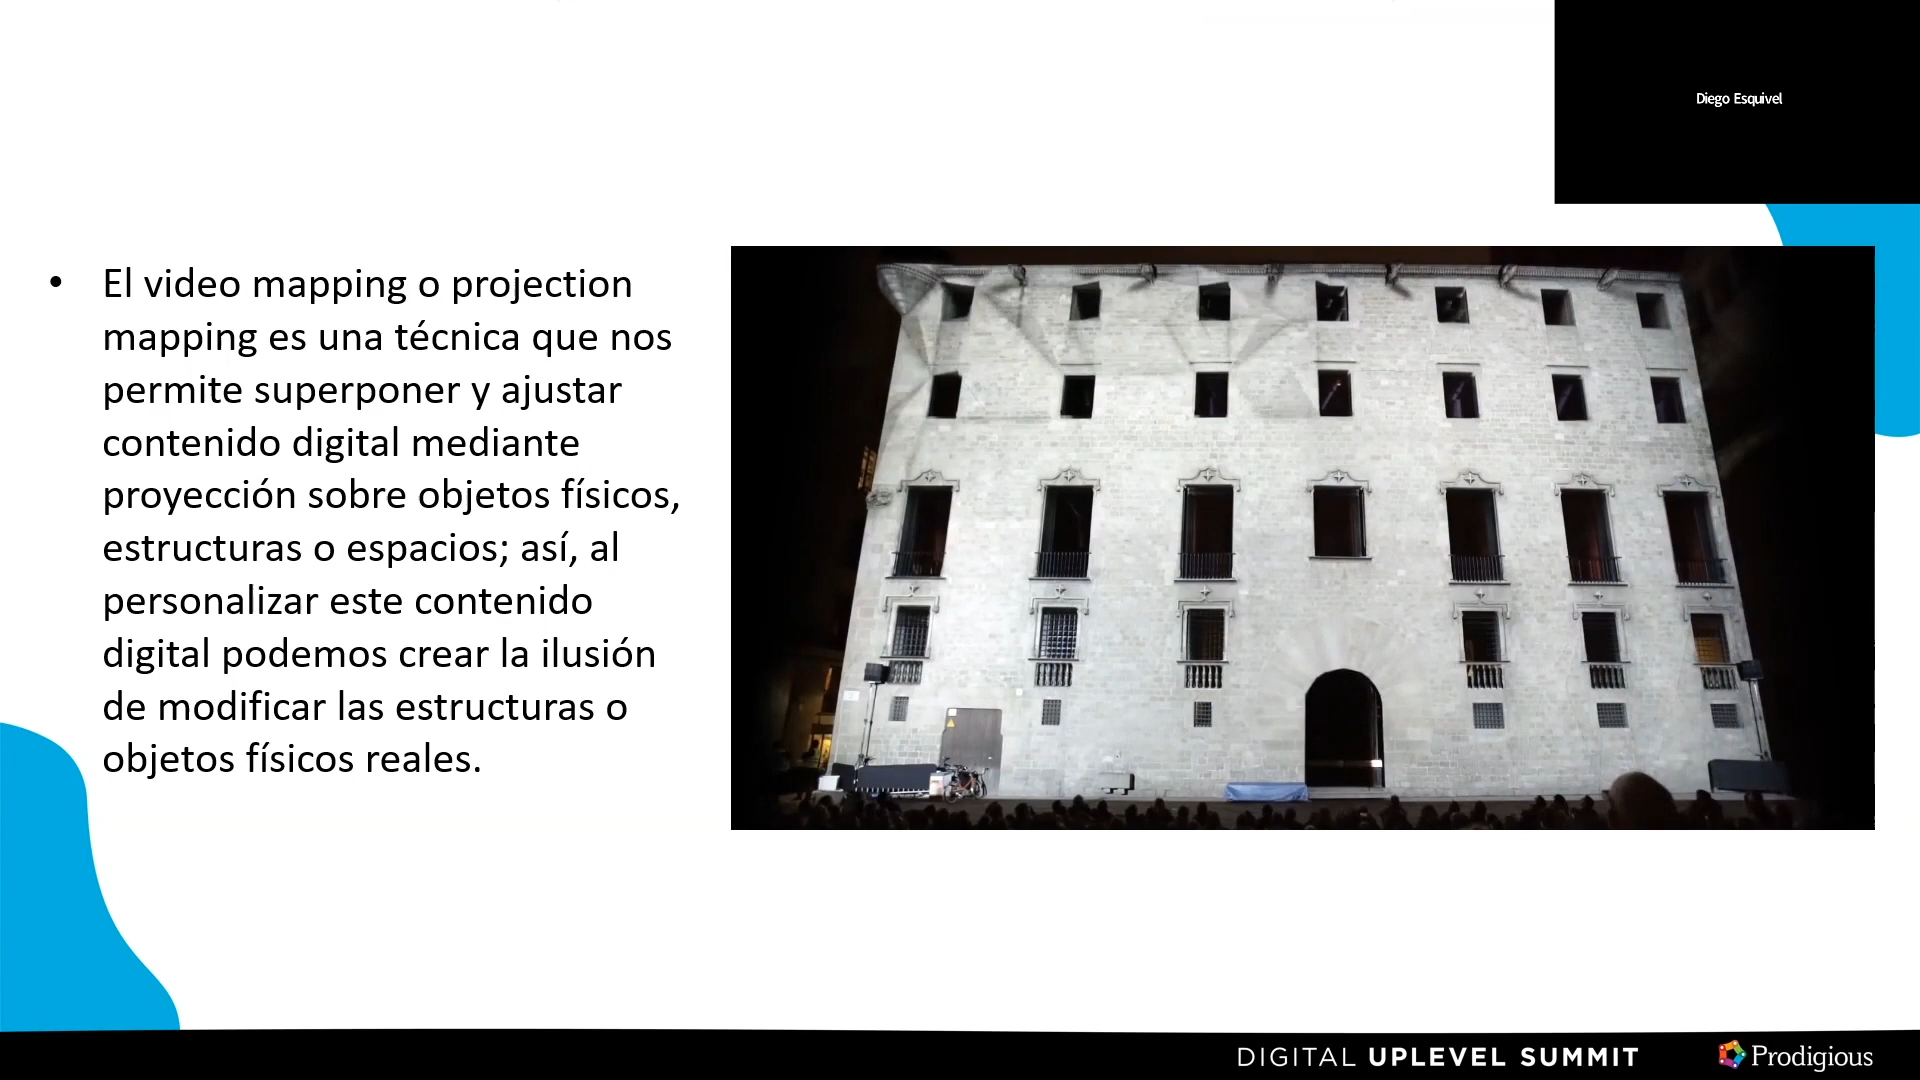 Diego Esquivel
• El video mapping o projection
mapping es una técnica que nos
permite superponer y ajustar
contenido digital mediante
proyección sobre objetos físicos,
estructuras o espacios; así, al
personalizar este contenido
digital podemos crear la ilusión
de modificar las estructuras o
objetos físicos reales.
DIGITAL UPLEVEL SUMMIT
Prodigious